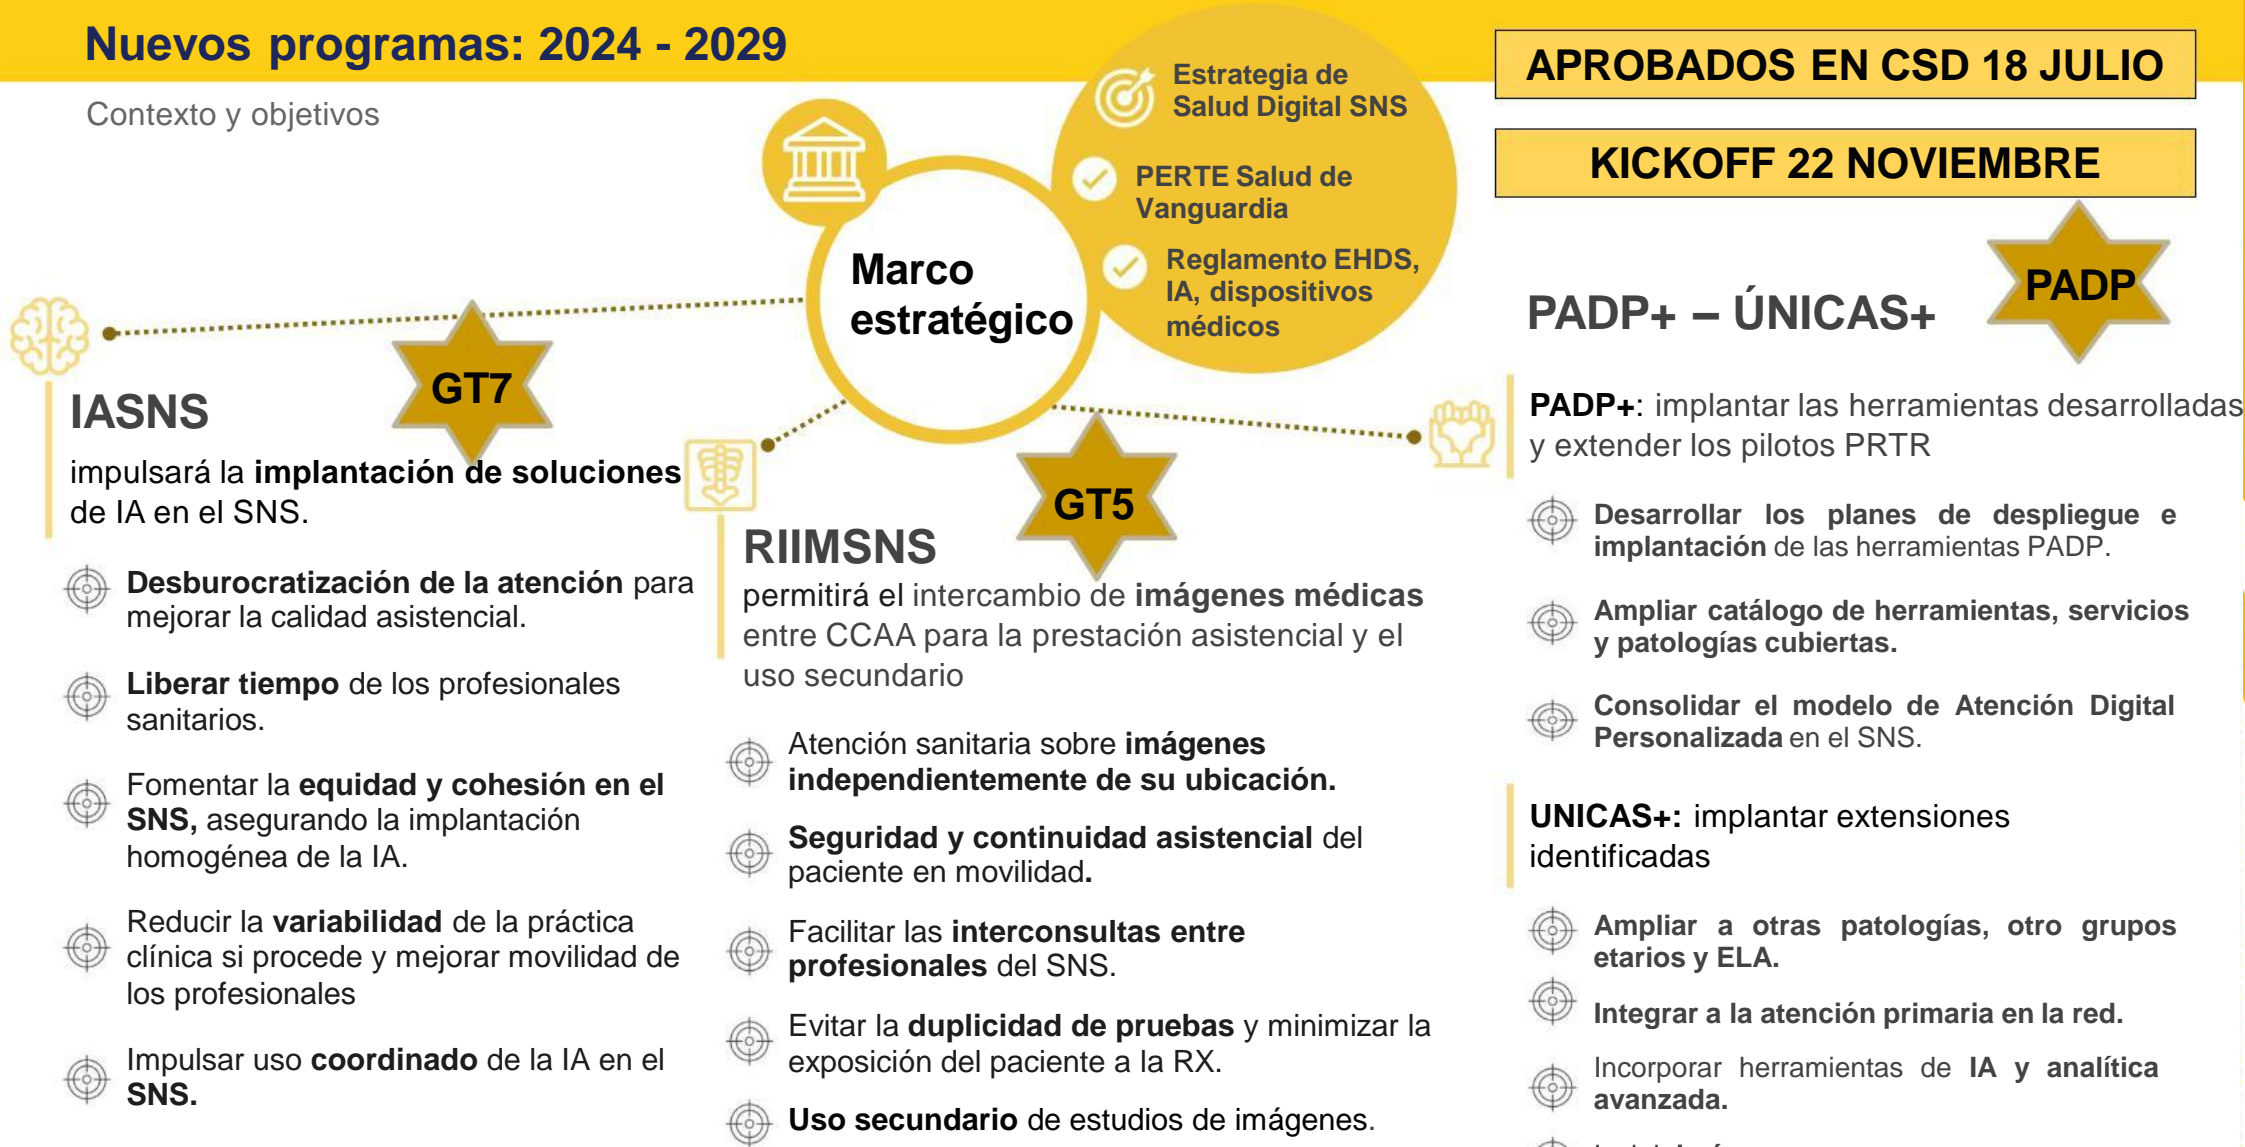 Nuevos programas: 2024 - 2029
Contexto y objetivos
Estrategia de
Salud Digital SNS
PERTE Salud de
Vanguardia
Reglamento EHDS,
IA, dispositivos
médicos
Marco
estratégico
APROBADOS EN CSD 18 JULIO
KICKOFF 22 NOVIEMBRE
GT7
IASNS
impulsará la implantación de soluciones
de IA en el SNS.
Desburocratización de la atención para
mejorar la calidad asistencial.
Liberar tiempo de los profesionales
sanitarios.
Fomentar la equidad y cohesión en el
SNS, asegurando la implantación
homogénea de la IA.
Reducir la variabilidad de la práctica
clínica si procede y mejorar movilidad de
los profesionales
Impulsar uso coordinado de la IA en el
SNS.
GT5
RIIMSNS
permitirá el intercambio de imágenes médicas
entre CCAA para la prestación asistencial y el
uso secundario
Atención sanitaria sobre imágenes
independientemente de su ubicación.
Seguridad y continuidad asistencial del
paciente en movilidad.
Facilitar las interconsultas entre
profesionales del SNS.
Evitar la duplicidad de pruebas y minimizar la
exposición del paciente a la RX.
Uso secundario de estudios de imágenes.
PADP
PADP+ – ÚNICAS+
PADP+: implantar las herramientas desarrolladas
y extender los pilotos PRTR
Desarrollar los planes de despliegue e
implantación de las herramientas PADP.
Ampliar catálogo de herramientas, servicios
y patologías cubiertas.
Consolidar el modelo de Atención Digital
Personalizada en el SNS.
UNICAS+: implantar extensiones
identificadas
Ampliar a otras patologías, otro grupos
etarios y ELA.
Integrar a la atención primaria en la red.
Incorporar herramientas de IA y analítica
avanzada.